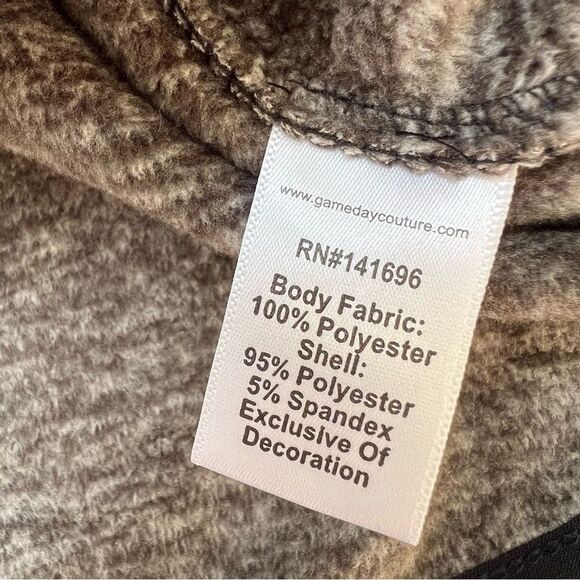 www.gamedaycouture.com
RN#141696
Body Fabric:
100% Polyester
Shell:
95% Polyester
5% Spandex
Exclusive Of
Decoration